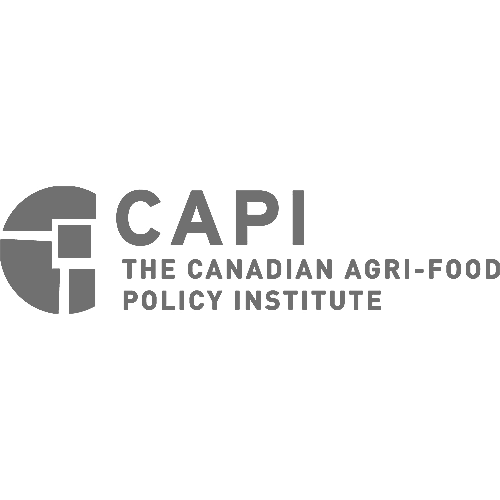 CAPI
THE CANADIAN AGRI-FOOD
POLICY INSTITUTE